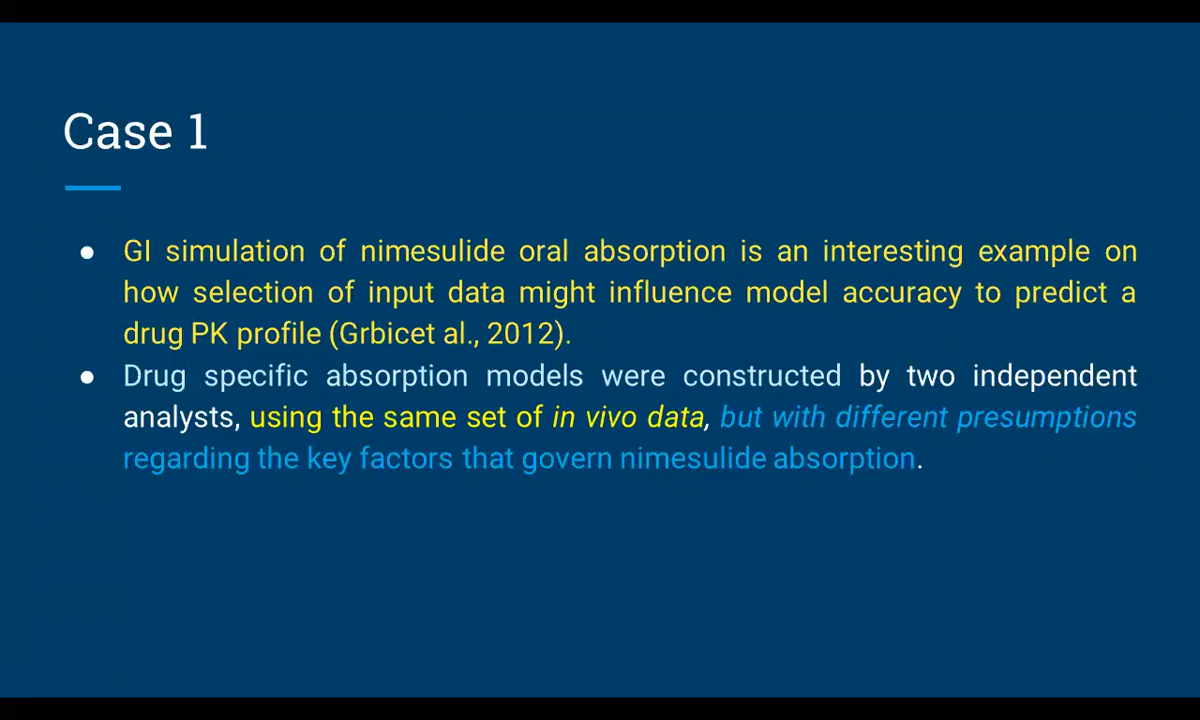 Case 1
● GI simulation of nimesulide oral absorption is an interesting example on
how selection of input data might influence model accuracy to predict a
drug PK profile (Grbicet al., 2012).
● Drug specific absorption models were constructed by two independent
analysts, using the same set of in vivo data, but with different presumptions
regarding the key factors that govern nimesulide absorption.